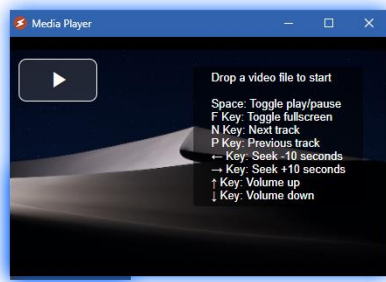 Media Player
Drop a video file to start
Space: Toggle play/pause
F Key: Toggle fullscreen
N Key: Next track
P Key: Previous track
← Key: Seek -10 seconds
→ Key: Seek +10 seconds
↑ Key: Volume up
↓ Key: Volume down